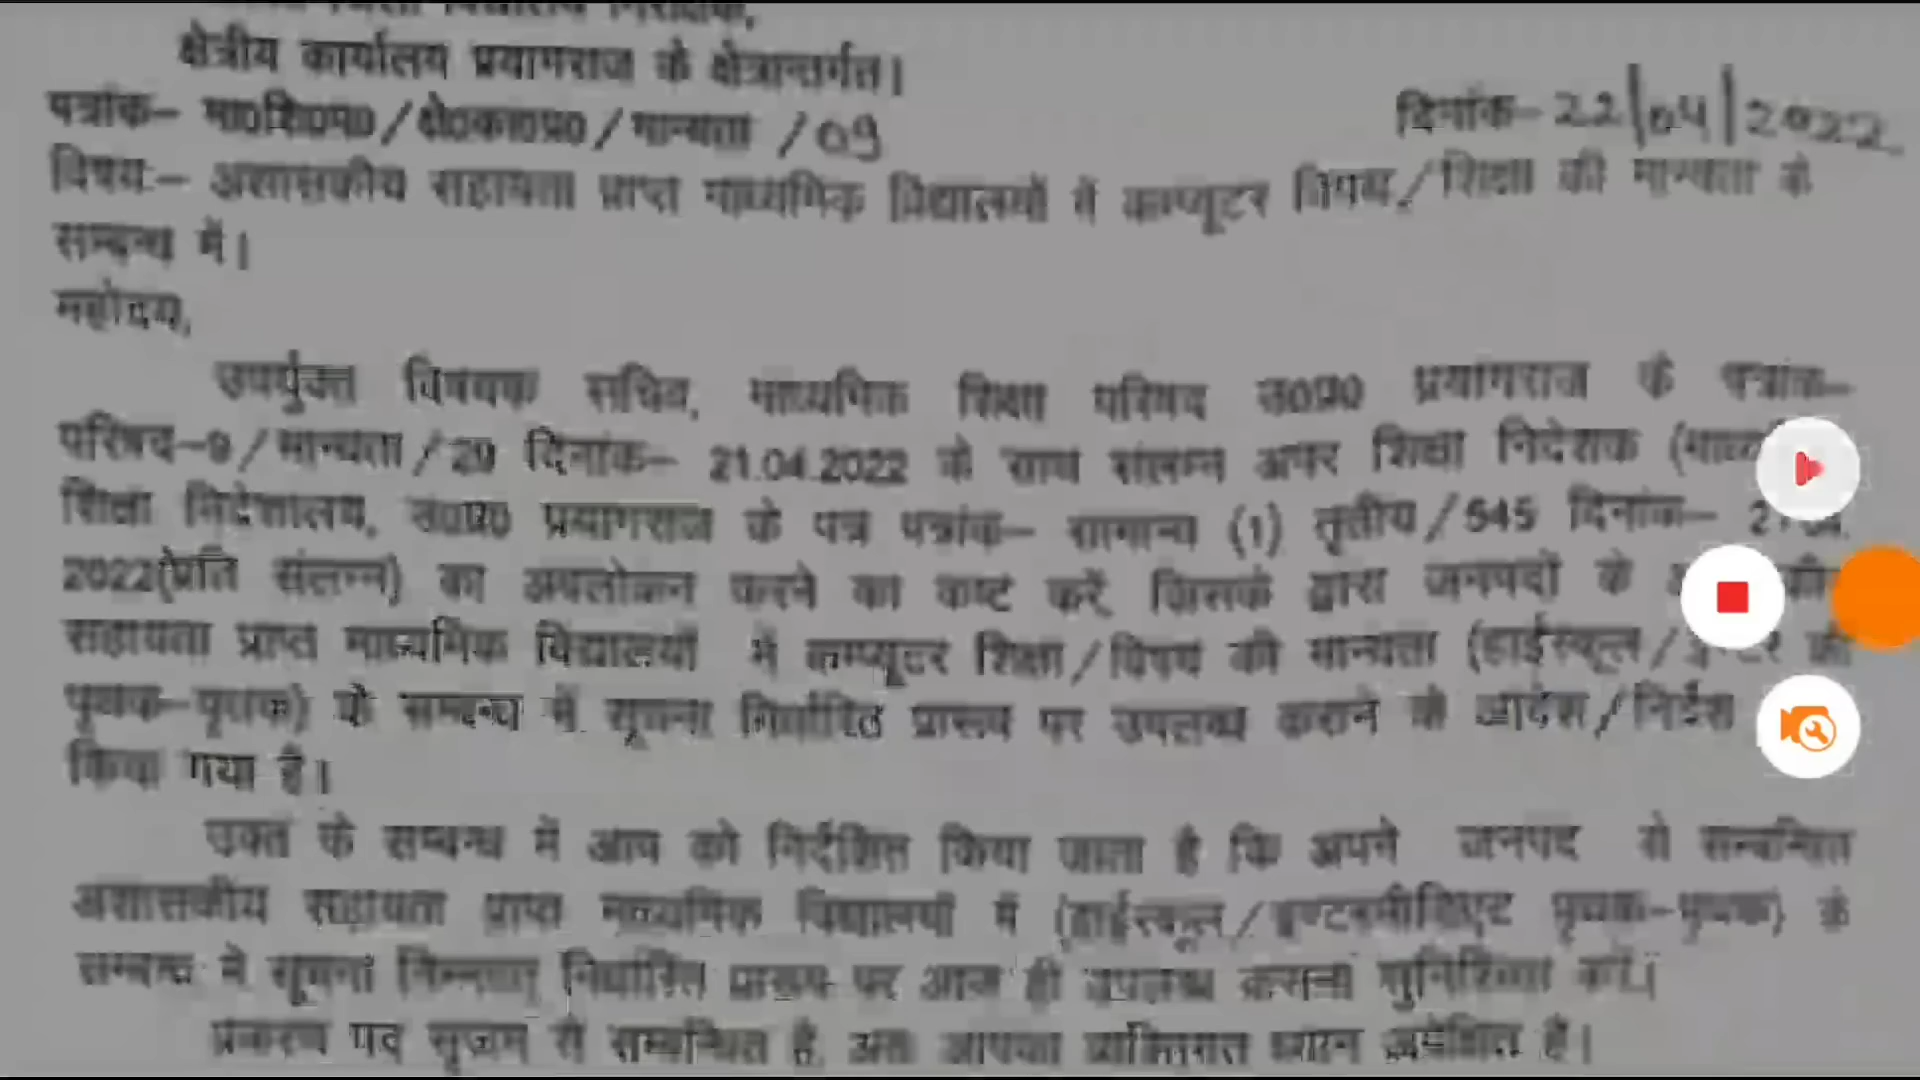 जिला विद्यालय निरीक्षक,
क्षेत्रीय कार्यालय प्रयागराज के क्षेत्रान्तर्गत।
पत्रांक– मा0शि0प0/क्षे0का0प्र0/मान्यता /09 दिनांक–22/04/2022
विषय:– अशासकीय सहायता प्राप्त माध्यमिक विद्यालयों में कम्प्यूटर विषय/शिक्षा की मान्यता के
सम्बन्ध में।
महोदय,
उपर्युक्त विषयक सचिव, माध्यमिक शिक्षा परिषद उ0प्र0 प्रयागराज के पत्रांक–
परिषद–9/मान्यता/29 दिनांक– 21.04.2022 के साथ संलग्न अपर शिक्षा निदेशक
शिक्षा निदेशालय, उ0प्र0 प्रयागराज के पत्र पत्रांक– सामान्य (1) तृतीय/545 दिनांक–
2022(प्रति संलग्न) का अवलोकन करने का कष्ट करें, जिसके द्वारा जनपदों के
सहायता प्राप्त माध्यमिक विद्यालयों में कम्प्यूटर शिक्षा/विषय की मान्यता (हाईस्कूल/ की
पृथक–पृथक) के सम्बन्ध में सूचना निर्धारित प्रारूप पर उपलब्ध कराने के आदेश/निर्देश
किया गया है।
उक्त के सम्बन्ध में आप को निर्देशित किया जाता है कि अपने जनपद से सम्बन्धित
अशासकीय सहायता प्राप्त माध्यमिक विद्यालयों में (हाईस्कूल/इण्टरमीडिएट पृथक–पृथक) के
सम्बन्ध में सूचना निम्नवत् निर्धारित प्रारूप पर आज ही उपलब्ध कराना सुनिश्चित करें।
प्रकरण पद सृजन से सम्बन्धित है, अतः आपका व्यक्तिगत ध्यान अपेक्षित है।